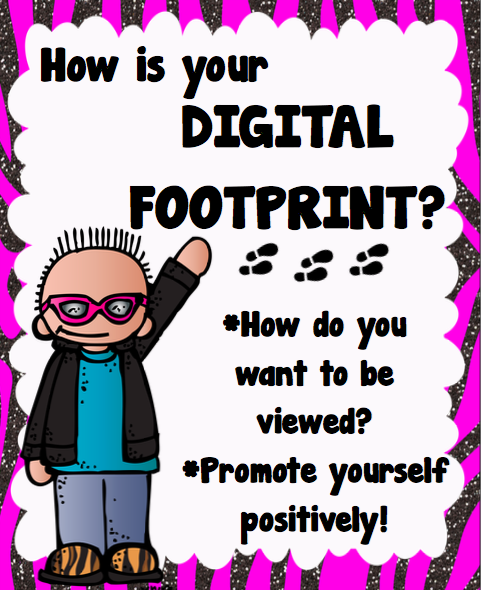 How is your
DIGITAL
FOOTPRINT?
*How do you
want to be
viewed?
*Promote yourself
positively!